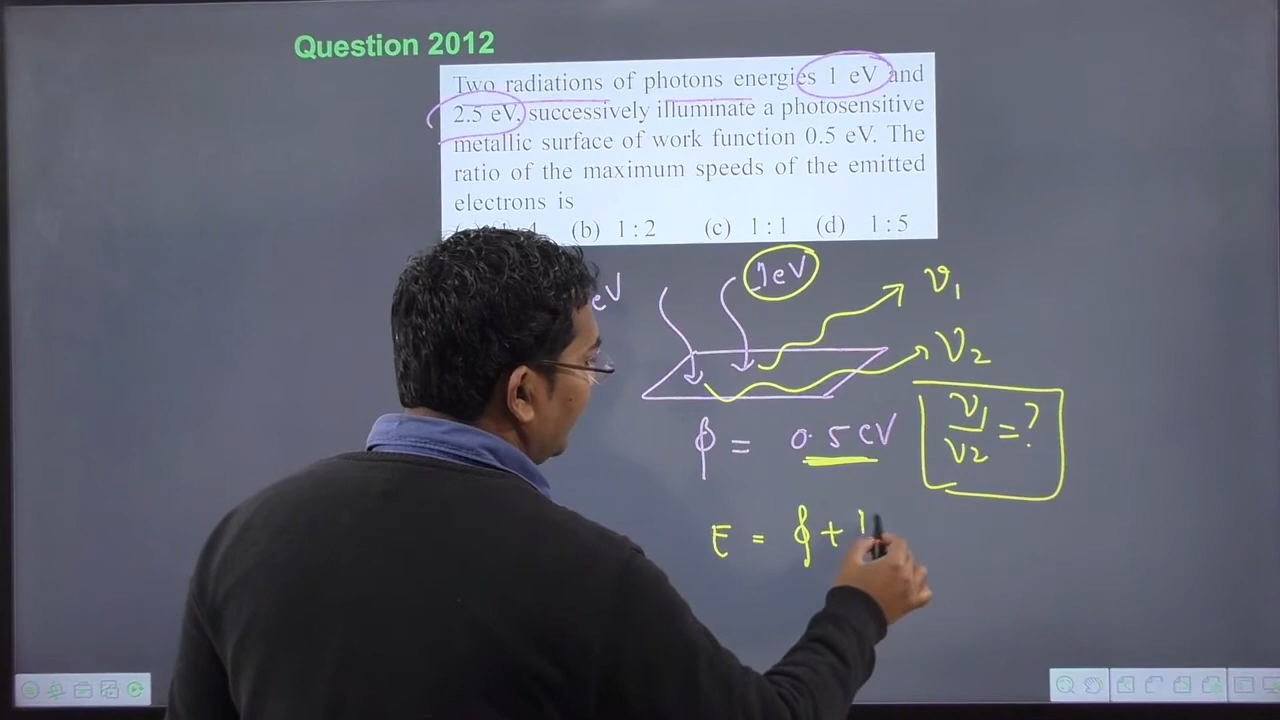 Question 2012
Two radiations of photons energies 1 eV and
2.5 eV, successively illuminate a photosensitive
metallic surface of work function 0.5 eV. The
ratio of the maximum speeds of the emitted
electrons is
(b) 1 : 2 (c) 1 : 1 (d) 1 : 5
eV 1eV v₁
v₂
ϕ = 0.5 eV v₁/v₂ = ?
E = ϕ +